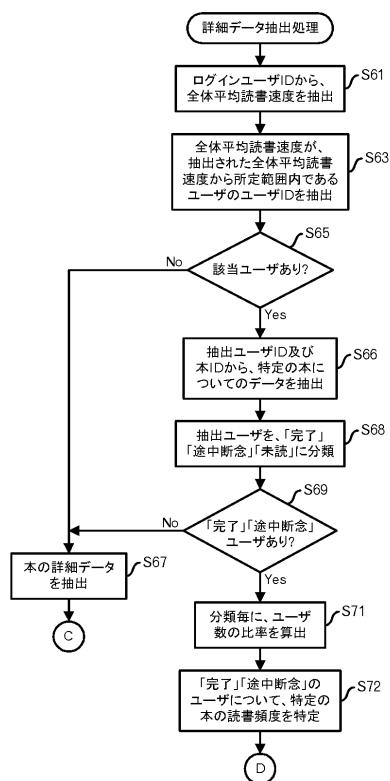 詳細データ抽出処理
ログインユーザIDから、
全体平均読書速度を抽出
S61
全体平均読書速度が、
抽出された全体平均読書
速度から所定範囲内である
ユーザのユーザIDを抽出
S63
S65
該当ユーザあり?
No
Yes
抽出ユーザID及び
本IDから、特定の本に
ついてのデータを抽出
S66
抽出ユーザを、「完了」
「途中断念」「未読」に分類
S68
S69
「完了」「途中断念」
ユーザあり?
No
Yes
本の詳細データ
を抽出
S67
C
分類毎に、ユーザ
数の比率を算出
S71
「完了」「途中断念」の
ユーザについて、特定の
本の読書頻度を特定
S72
D